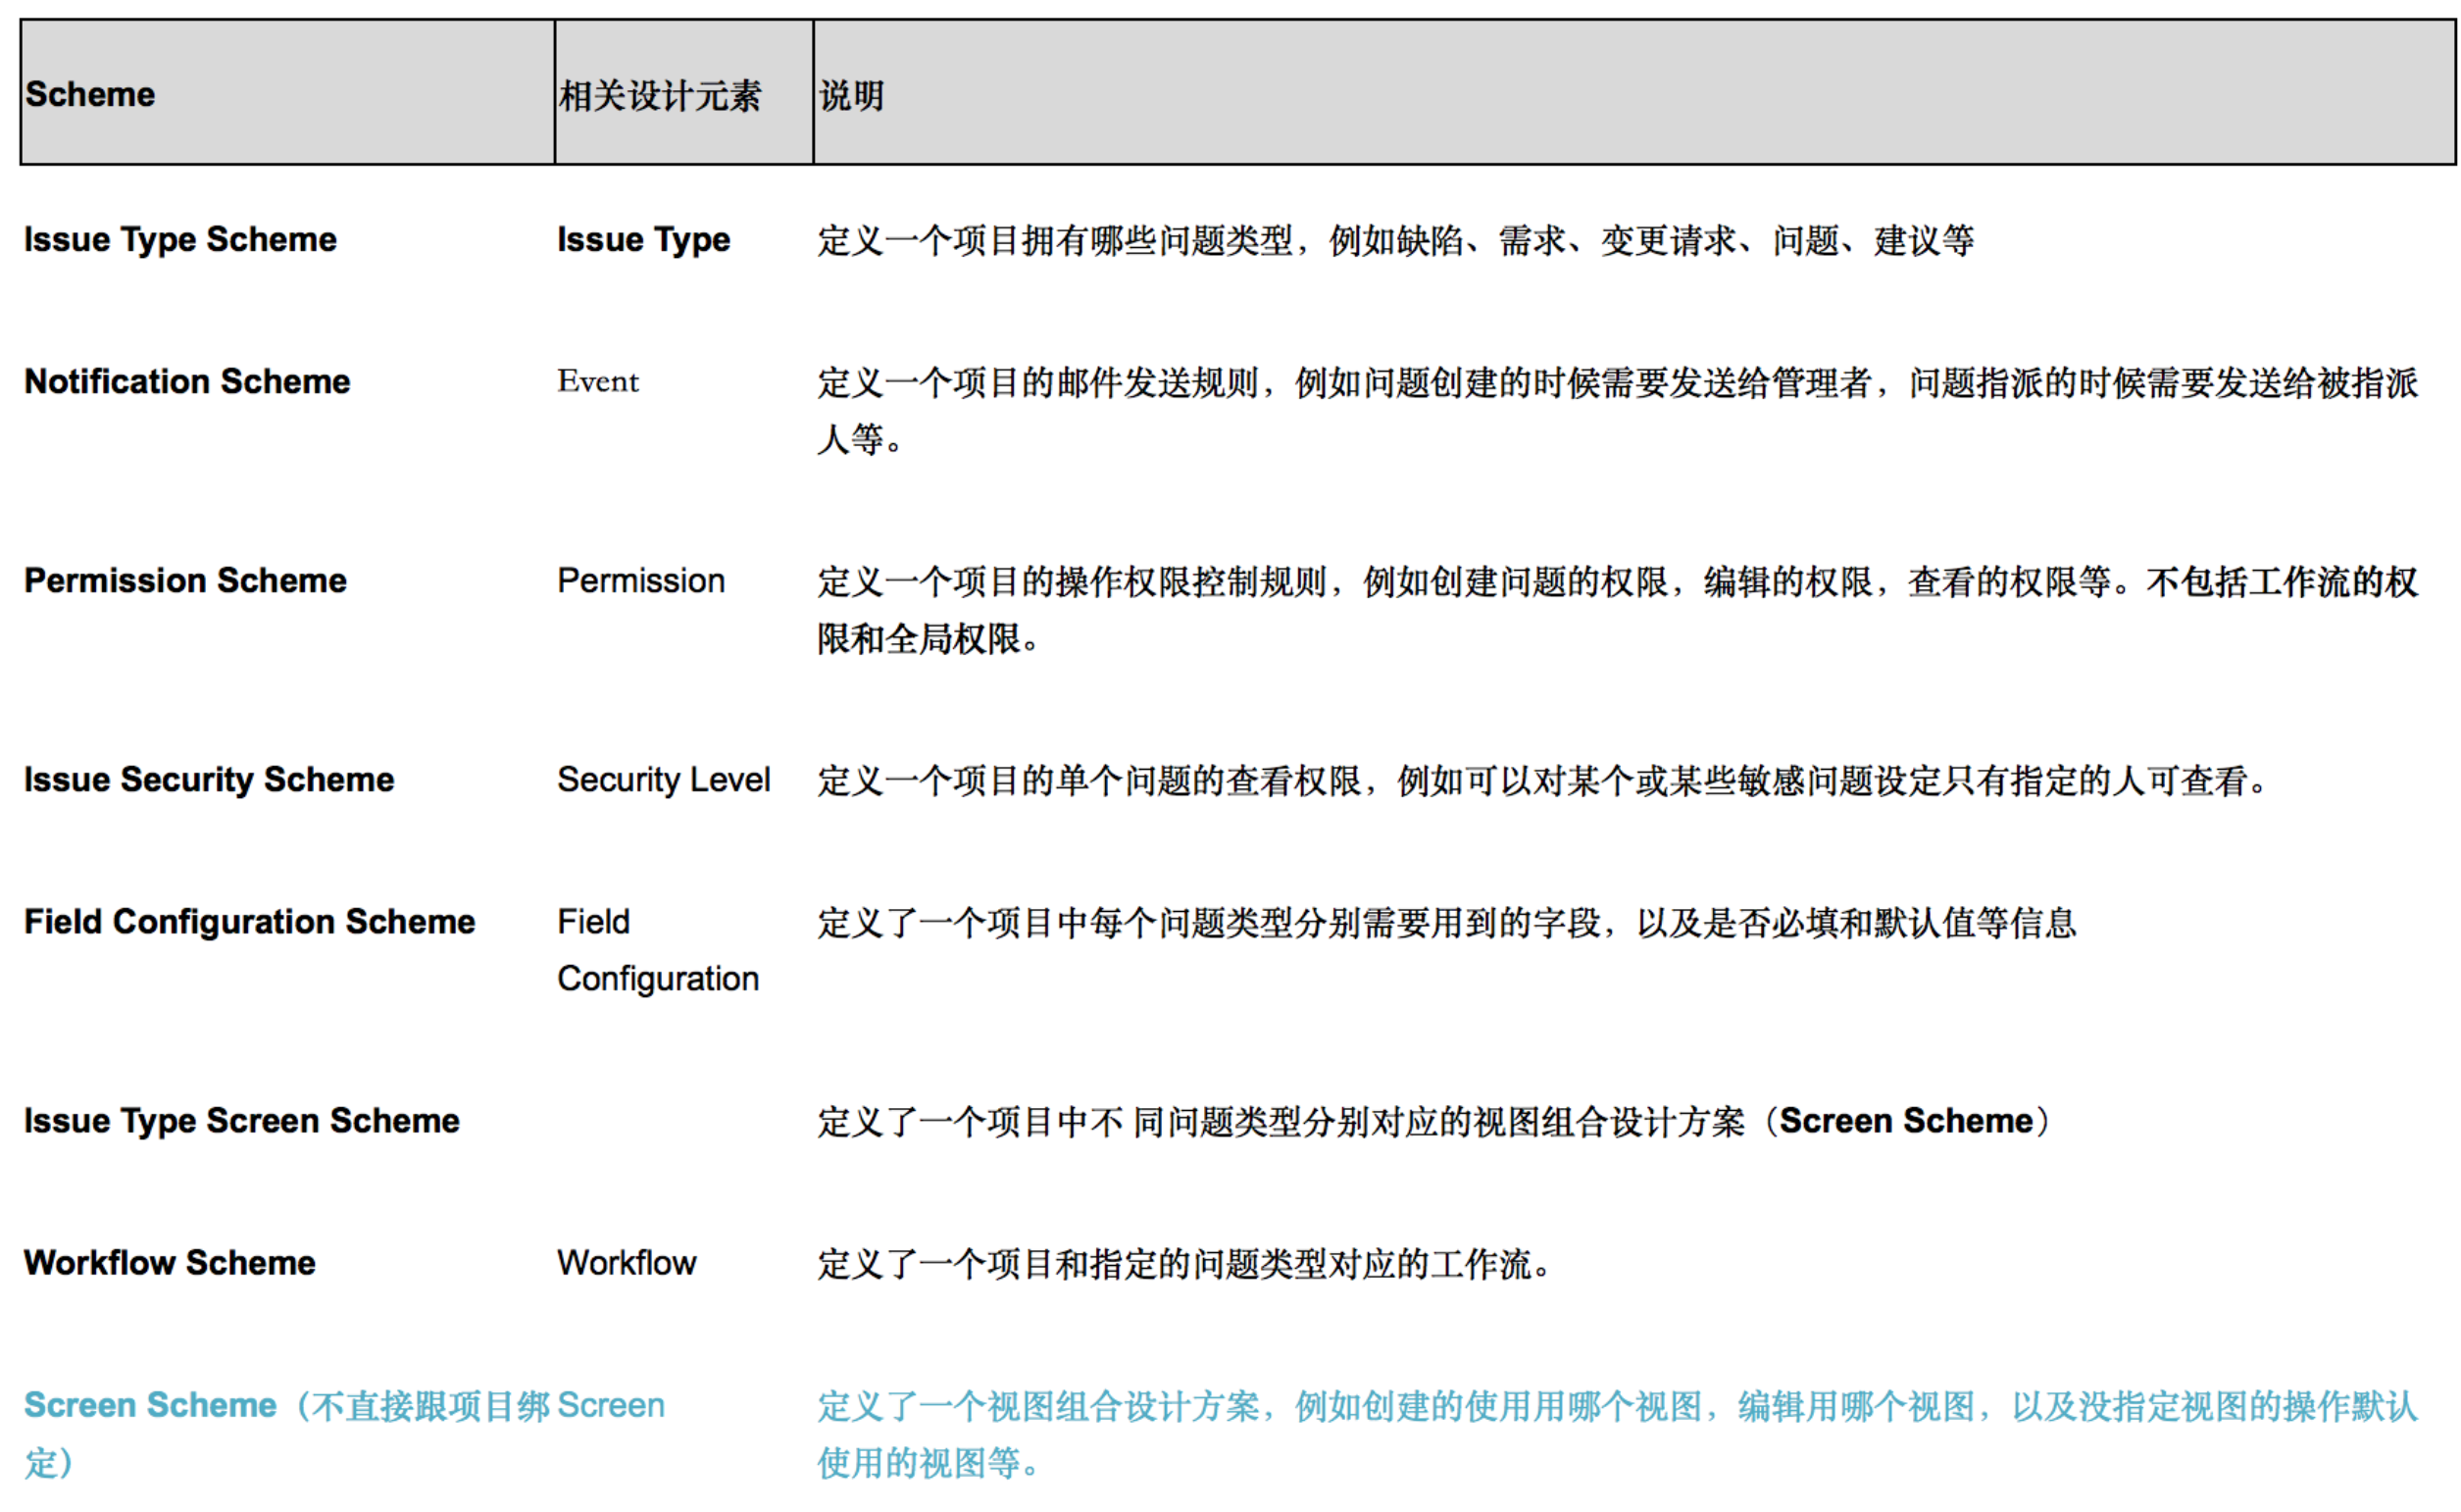 Scheme 相关设计元素 说明
Issue Type Scheme Issue Type 定义一个项目拥有哪些问题类型，例如缺陷、需求、变更请求、问题、建议等
Notification Scheme Event 定义一个项目的邮件发送规则，例如问题创建的时候需要发送给管理者，问题指派的时候需要发送给被指派
人等。
Permission Scheme Permission 定义一个项目的操作权限控制规则，例如创建问题的权限，编辑的权限，查看的权限等。不包括工作流的权
限和全局权限。
Issue Security Scheme Security Level 定义一个项目的单个问题的查看权限，例如可以对某个或某些敏感问题设定只有指定的人可查看。
Field Configuration Scheme Field 定义了一个项目中每个问题类型分别需要用到的字段，以及是否必填和默认值等信息
Configuration
Issue Type Screen Scheme 定义了一个项目中不 同问题类型分别对应的视图组合设计方案（Screen Scheme）
Workflow Scheme Workflow 定义了一个项目和指定的问题类型对应的工作流。
Screen Scheme（不直接跟项目绑 Screen 定义了一个视图组合设计方案，例如创建的使用用哪个视图，编辑用哪个视图，以及没指定视图的操作默认
定） 使用的视图等。